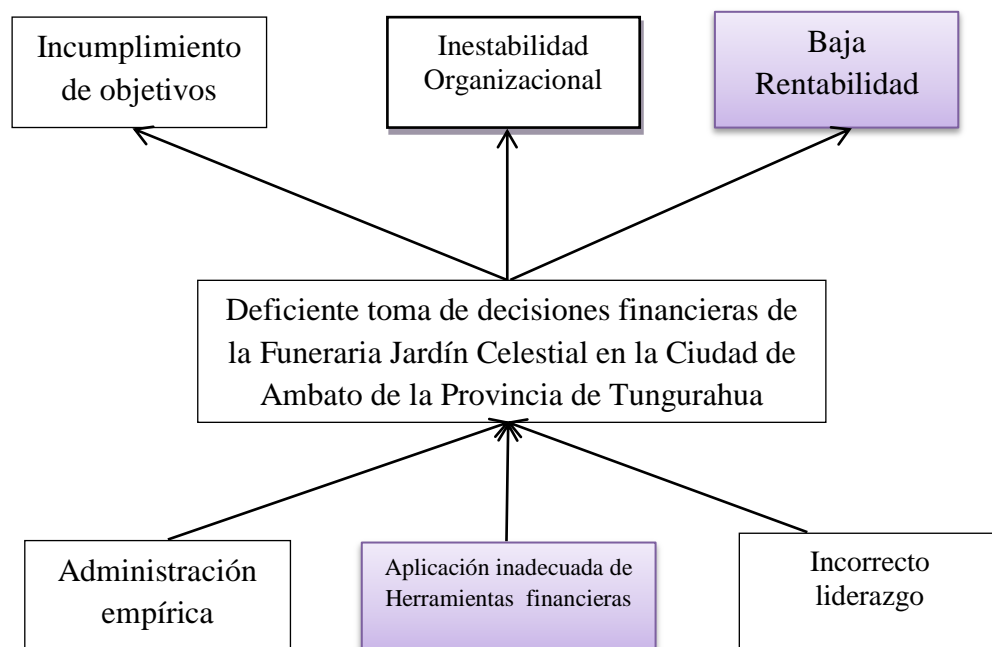 Incumplimiento
de objetivos
Inestabilidad
Organizacional
Baja
Rentabilidad
Deficiente toma de decisiones financieras de
la Funeraria Jardín Celestial en la Ciudad de
Ambato de la Provincia de Tungurahua
Administración
empírica
Aplicación inadecuada de
Herramientas financieras
Incorrecto
liderazgo